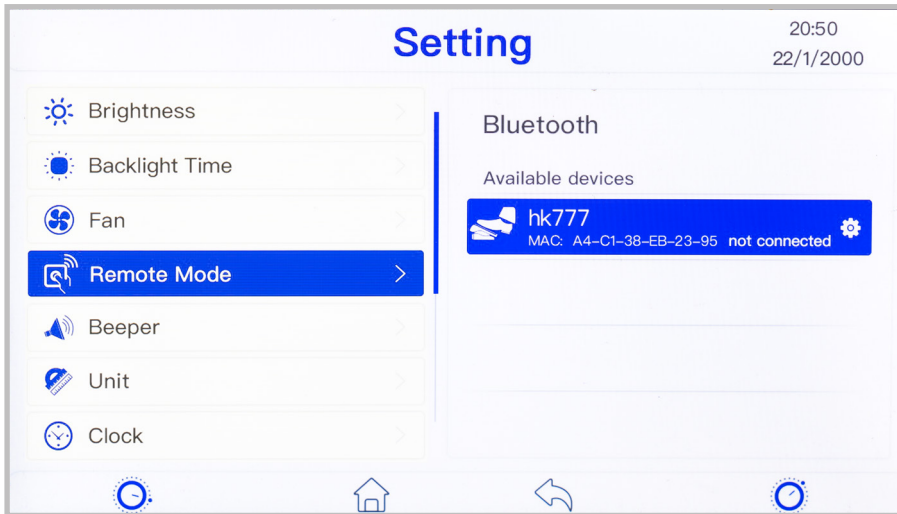 Setting
20:50
22/1/2000
Brightness
Backlight Time
Fan
Remote Mode
Beeper
Unit
Clock
Bluetooth
Available devices
hk777
MAC: A4-C1-38-EB-23-95 not connected